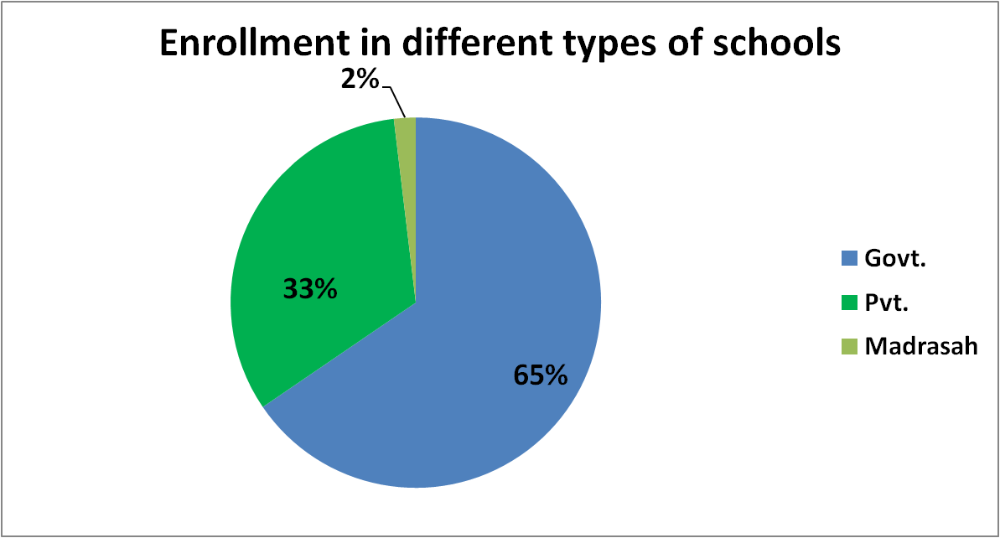 Enrollment in different types of schools
2%
33%
65%
Govt.
Pvt.
Madrasah